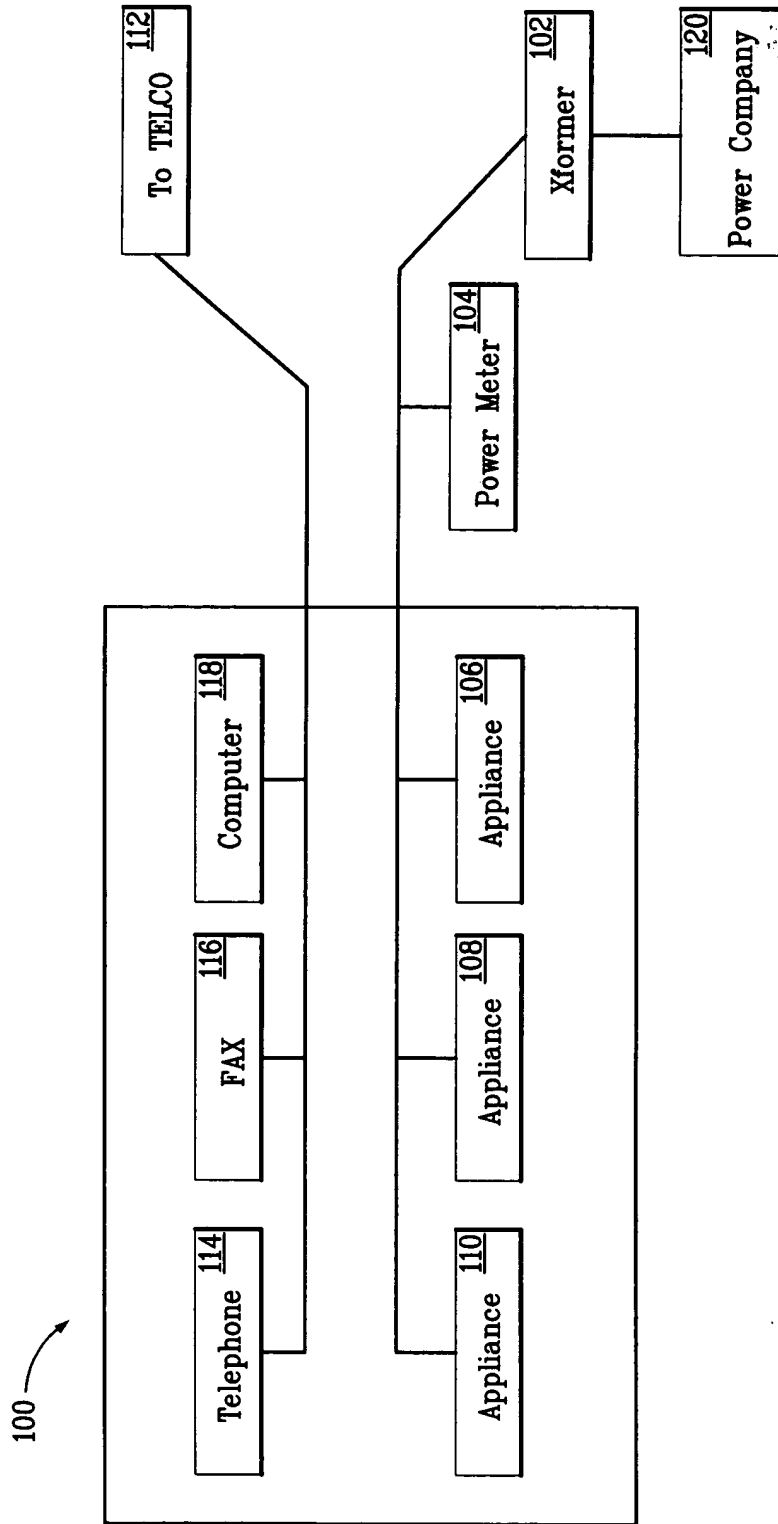 100
114
Telephone
116
FAX
118
Computer
112
To TELCO
110
Appliance
108
Appliance
106
Appliance
104
Power Meter
102
Xformer
120
Power Company